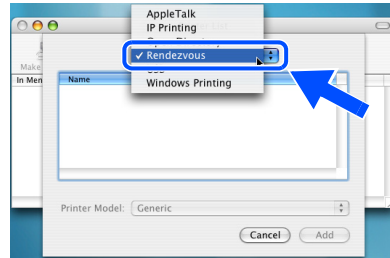 AppleTalk
IP Printing
✓ Rendezvous
Windows Printing
Make
In Men
Name
Printer Model: Generic
Cancel Add